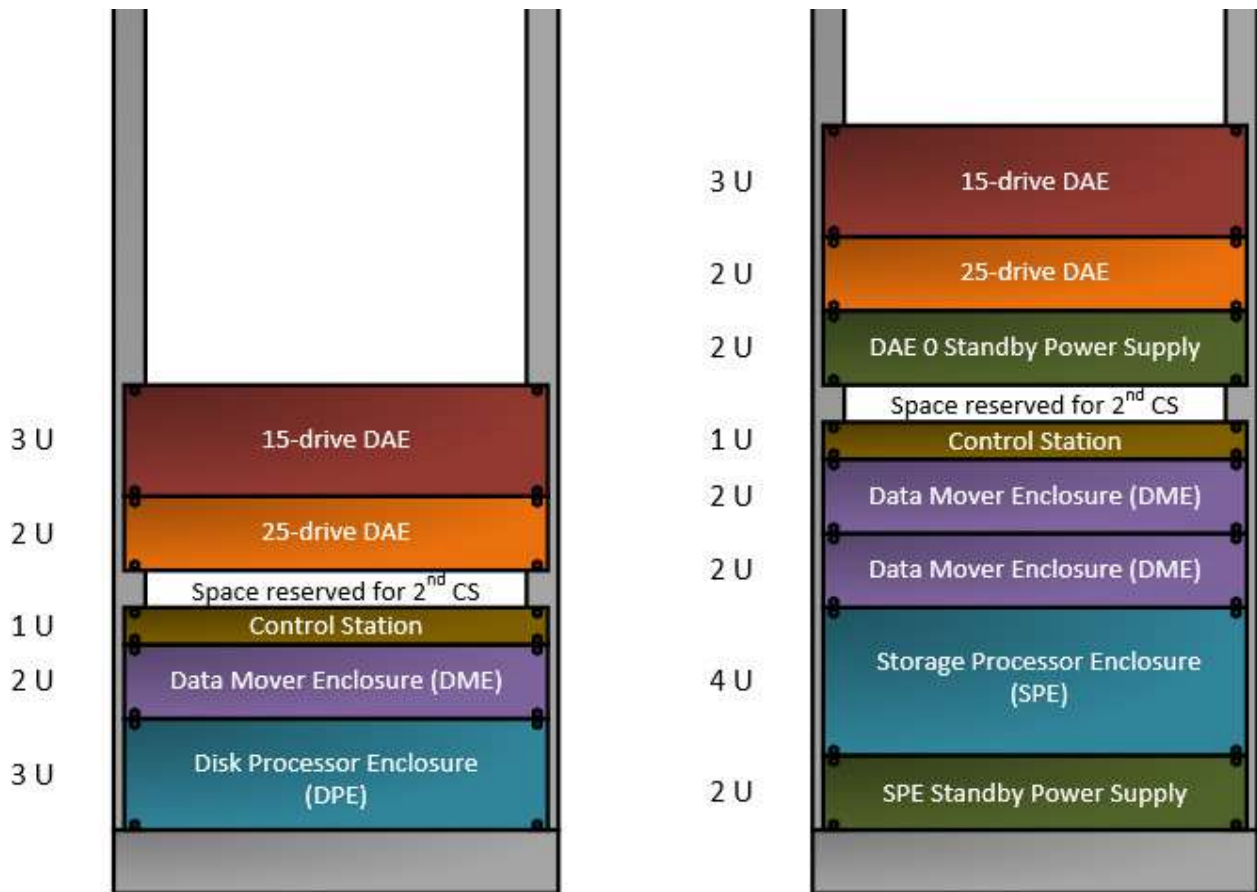 3 U
15-drive DAE
2 U
25-drive DAE
Space reserved for 2nd CS
1 U
Control Station
2 U
Data Mover Enclosure (DME)
3 U
Disk Processor Enclosure
(DPE)
3 U
15-drive DAE
2 U
25-drive DAE
2 U
DAE 0 Standby Power Supply
Space reserved for 2nd CS
1 U
Control Station
2 U
Data Mover Enclosure (DME)
2 U
Data Mover Enclosure (DME)
4 U
Storage Processor Enclosure
(SPE)
2 U
SPE Standby Power Supply